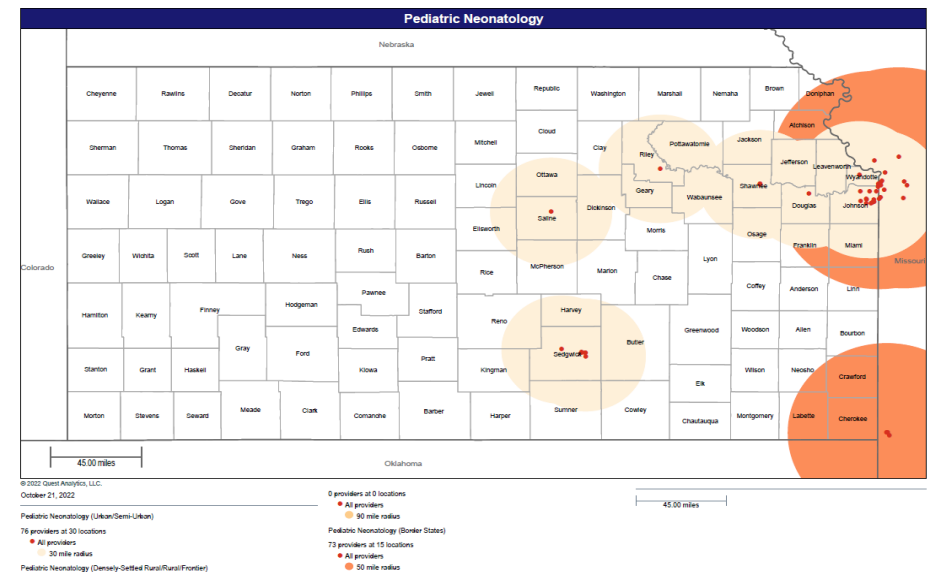 Pediatric Neonatology
Nebraska
Cheyenne Rawlins Decatur Norton Phillips Smith Jewell Republic Washington Marshall Nemaha Brown Doniphan
Atchison
Sherman Thomas Sheridan Graham Rooks Osborne Mitchell Cloud Clay Riley Pottawatomie Jackson
Jefferson Leavenworth
Wyandotte
Ottawa
Lincoln Geary Wabaunsee Shawnee
Wallace Logan Gove Trego Ellis Russell Saline Dickinson Douglas Johnson
Ellsworth Morris Osage Franklin Miami
Greeley Wichita Scott Lane Ness Rush Barton
Colorado Missouri
Rice McPherson Marion Chase Lyon Coffey Anderson Linn
Pawnee
Hamilton Kearny Finney Hodgeman Stafford Reno Harvey
Edwards Butler Greenwood Woodson Allen Bourbon
Gray Ford Sedgwick
Stanton Grant Haskell Kiowa Pratt Kingman Elk Wilson Neosho Crawford
Morton Stevens Seward Meade Clark Comanche Barber Harper Sumner Cowley Chautauqua Montgomery Labette Cherokee
45.00 miles
Oklahoma
© 2022 Quest Analytics, LLC.
October 21, 2022
Pediatric Neonatology (Urban/Semi-Urban)
76 providers at 30 locations
All providers
30 mile radius
Pediatric Neonatology (Densely-Settled Rural/Rural/Frontier)
0 providers at 0 locations
All providers
90 mile radius
Pediatric Neonatology (Border States)
73 providers at 15 locations
All providers
50 mile radius
45.00 miles